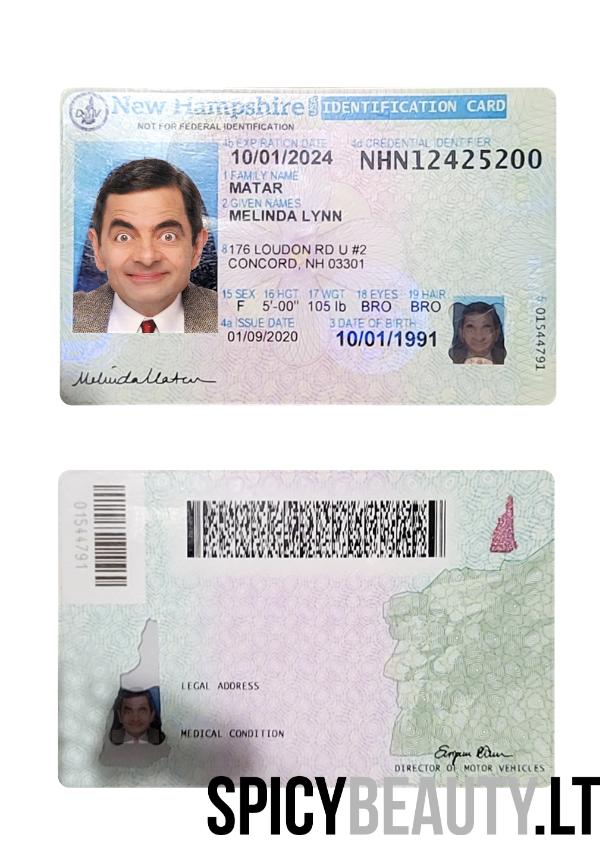 New Hampshire USA IDENTIFICATION CARD
NOT FOR FEDERAL IDENTIFICATION
4b EXPIRATION DATE 4d CREDENTIAL IDENTIFIER
10/01/2024 NHN12425200
1 FAMILY NAME
MATAR
2 GIVEN NAMES
MELINDA LYNN
8 176 LOUDON RD U #2
CONCORD, NH 03301
15 SEX 16 HGT 17 WGT 18 EYES 19 HAIR
F 5'-00" 105 lb BRO BRO
4a ISSUE DATE 3 DATE OF BIRTH
01/09/2020 10/01/1991
5 01544791
Melinda Matar
01544791
LEGAL ADDRESS
MEDICAL CONDITION
DIRECTOR OF MOTOR VEHICLES
SPICYBEAUTY.LT